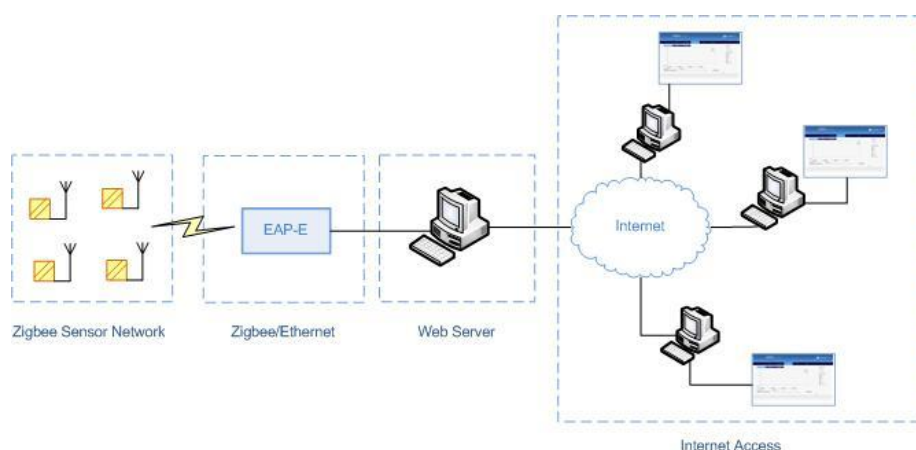 EAP-E
Internet
Zigbee Sensor Network
Zigbee/Ethernet
Web Server
Internet Access